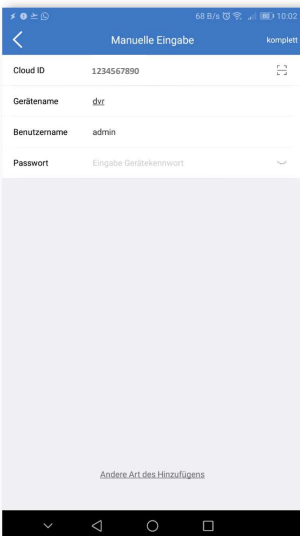 68 B/s 10:02
Manuelle Eingabe komplett
Cloud ID 1234567890
Gerätename dvr
Benutzername admin
Passwort Eingabe Gerätekennwort
Andere Art des Hinzufügens